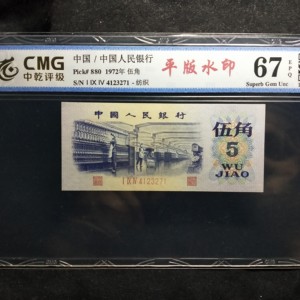 CMG
中乾评级
中国 / 中国人民银行
Pick# 880 1972年 伍角
S/N I IX IV 4123271 - 纺织
平版水印
67
EPQ
Superb Gem Unc
中國人民銀行
伍角
5
WU JIAO
I IX IV 4123271